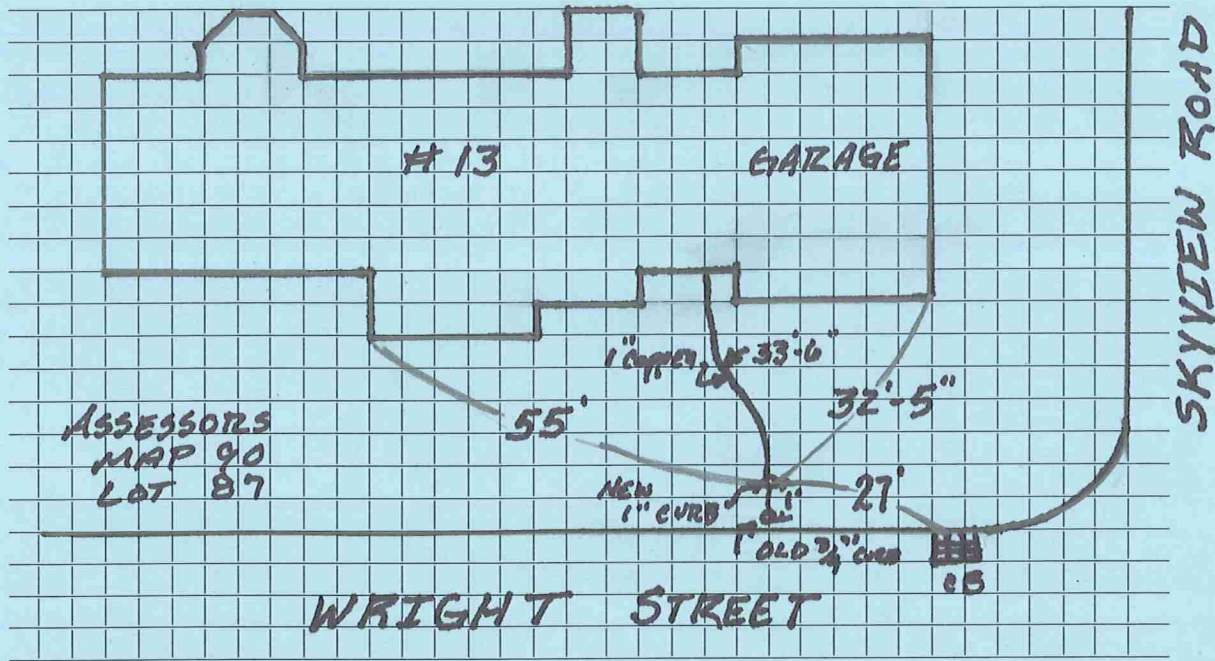 SKYVIEW ROAD
# 13
GARAGE
1" COPPER
33'-6"
32'-5"
55'
ASSESSORS
MAP 90
LOT 87
NEW
1" CURB
27'
OLD 3/4" CURB
CB
WRIGHT STREET